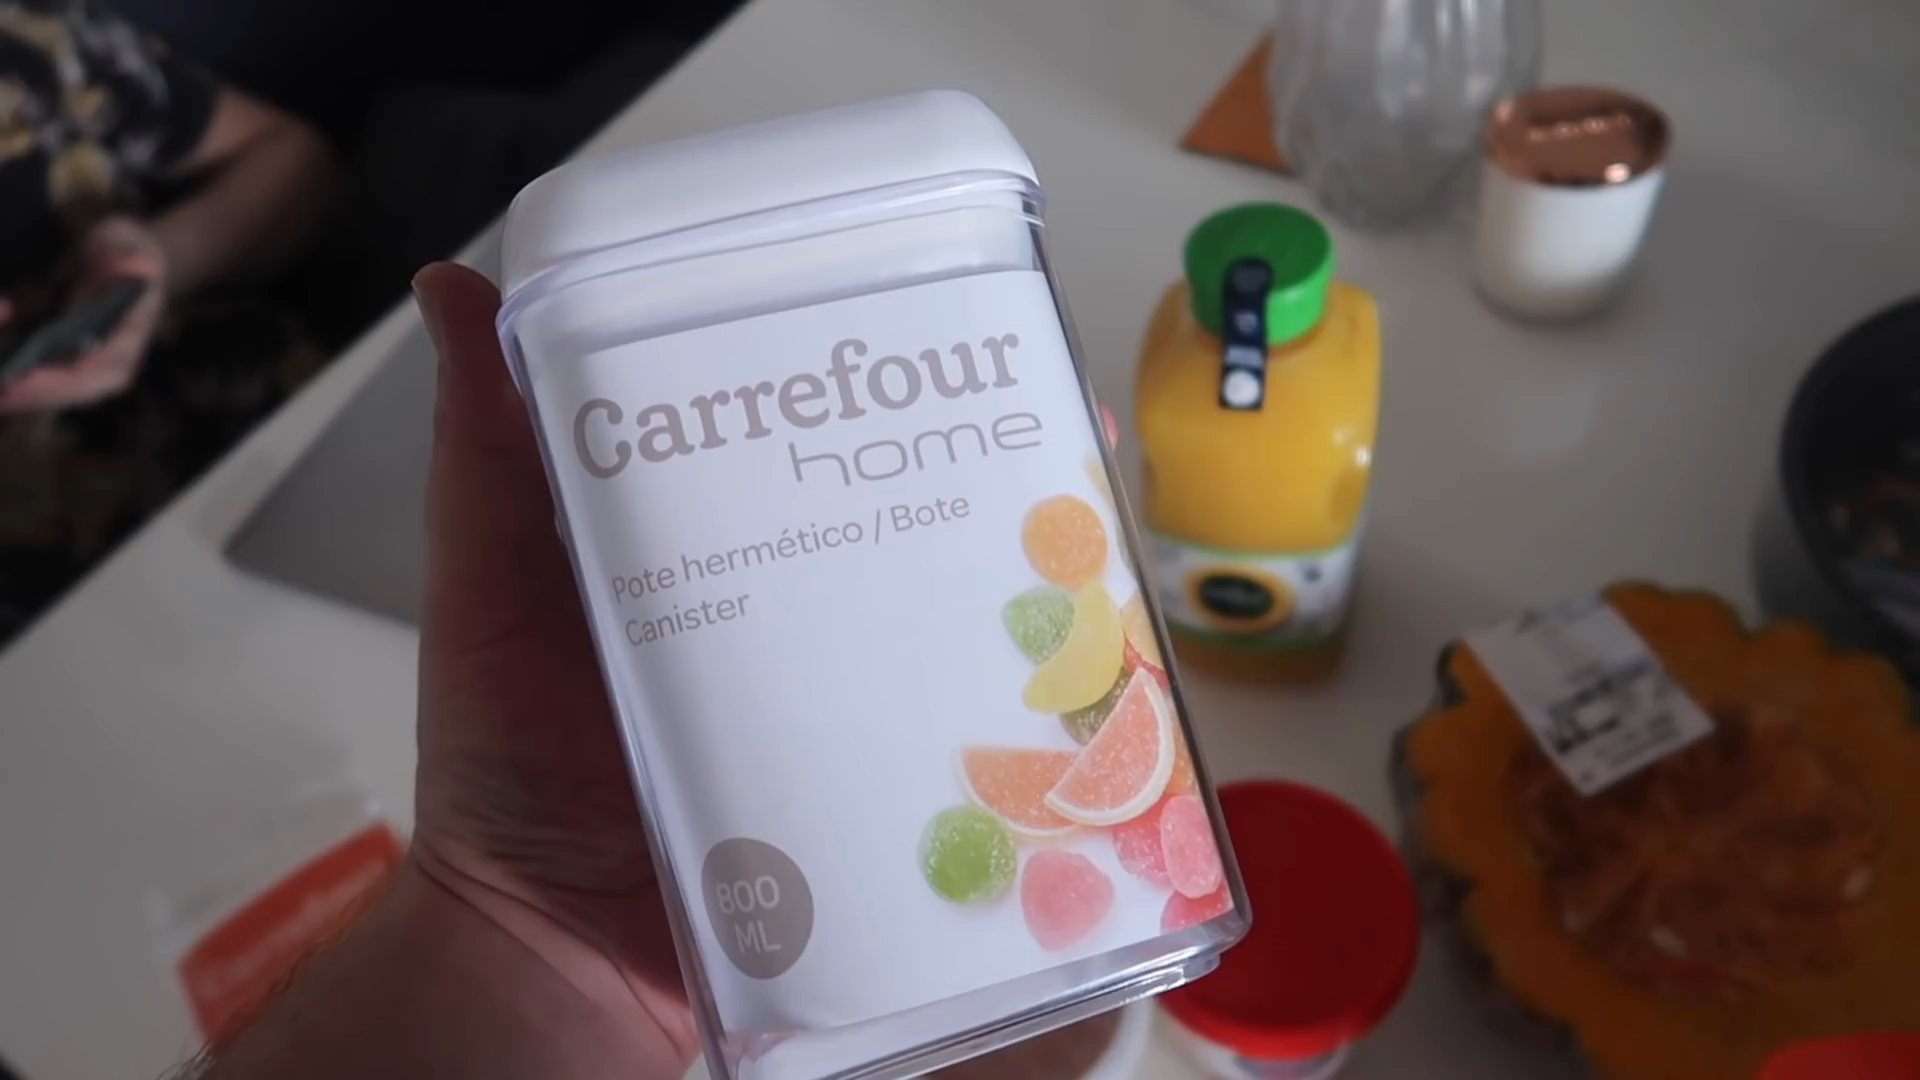 Carrefour
home
Pote hermético / Bote
Canister
800
ML